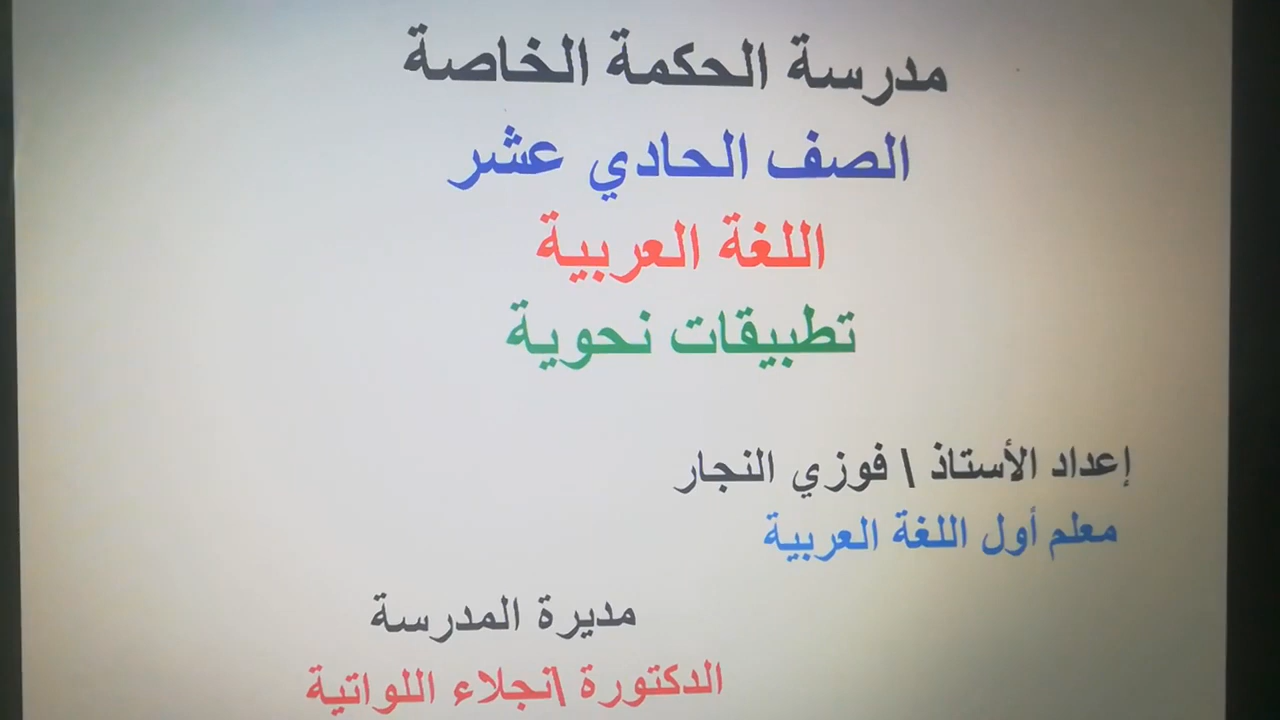 مدرسة الحكمة الخاصة
الصف الحادي عشر
اللغة العربية
تطبيقات نحوية
إعداد الأستاذ \ فوزي النجار
معلم أول اللغة العربية
مديرة المدرسة
الدكتورة \نجلاء اللواتية